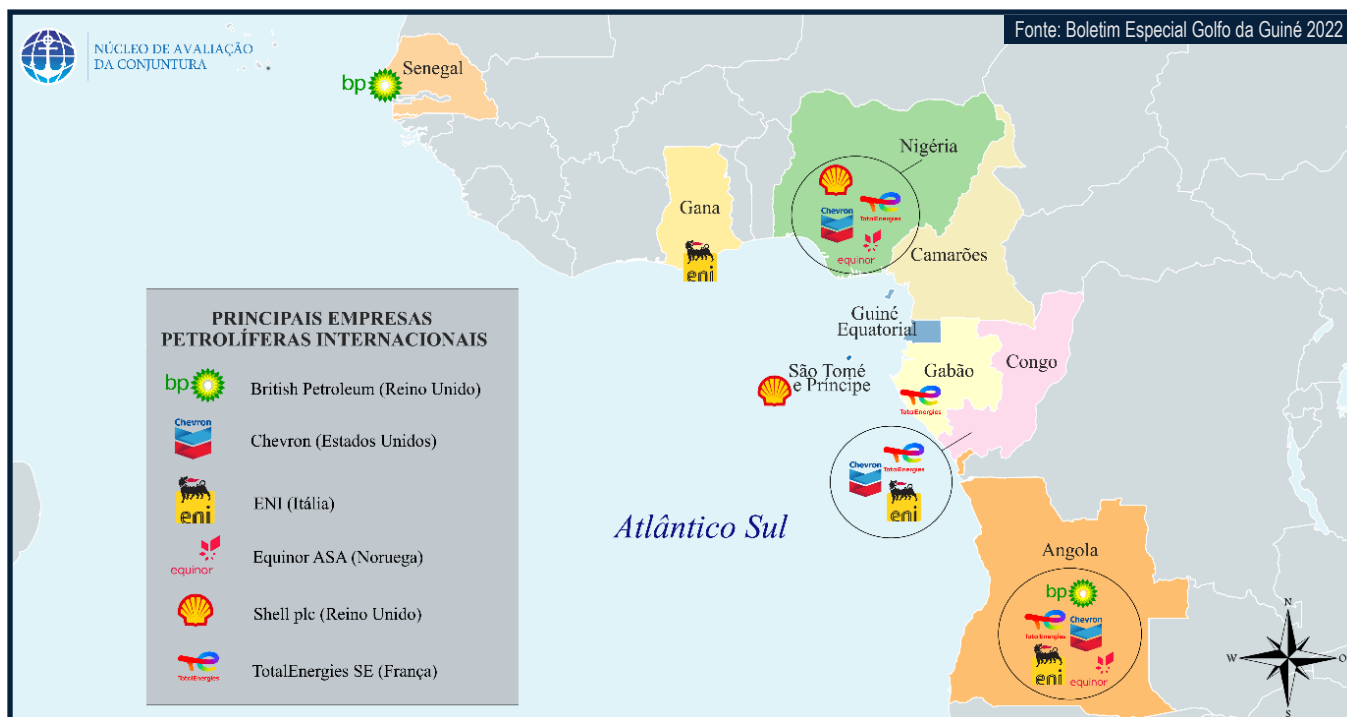 NÚCLEO DE AVALIAÇÃO
DA CONJUNTURA
Fonte: Boletim Especial Golfo da Guiné 2022
Senegal
bp
Nigéria
Gana
Chevron
TotalEnergies
equinor
eni
Camarões
Guiné
Equatorial
São Tomé
e Príncipe
Gabão
Congo
TotalEnergies
Chevron
TotalEnergies
eni
Atlântico Sul
Angola
bp
TotalEnergies
Chevron
eni
equinor
N
W
O
S
PRINCIPAIS EMPRESAS
PETROLÍFERAS INTERNACIONAIS
bp
British Petroleum (Reino Unido)
Chevron
Chevron (Estados Unidos)
eni
ENI (Itália)
equinor
Equinor ASA (Noruega)
Shell plc (Reino Unido)
TotalEnergies
TotalEnergies SE (França)